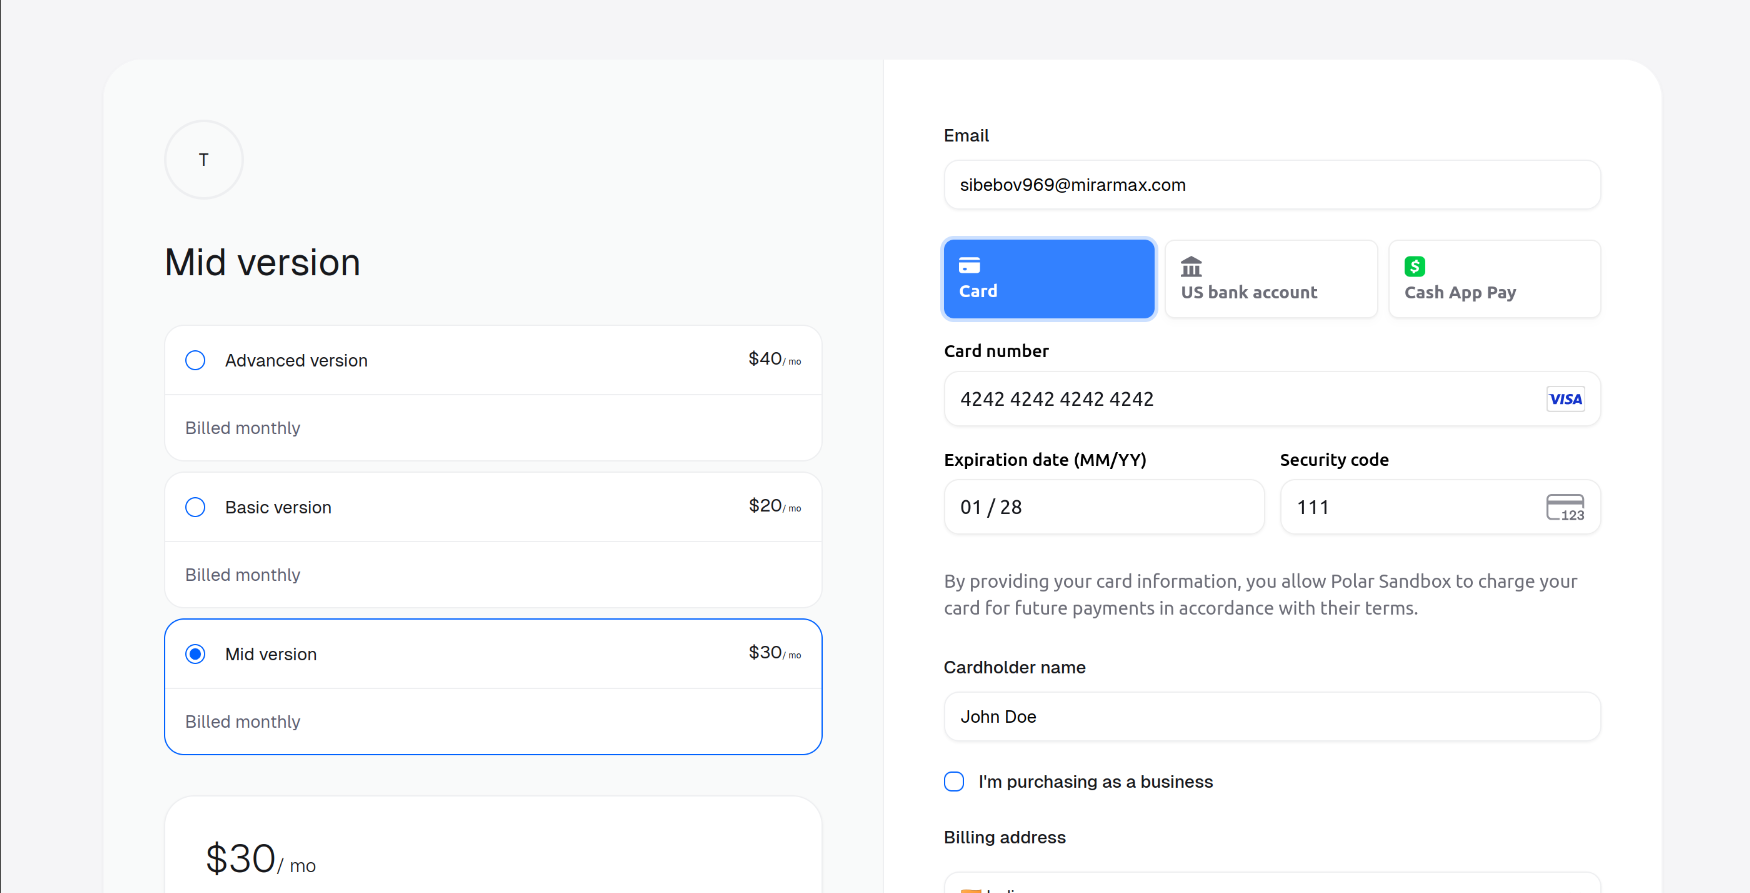 T
Mid version
Advanced version
$40/ mo
Billed monthly
Basic version
$20/ mo
Billed monthly
Mid version
$30/ mo
Billed monthly
$30/ mo
Email
sibebov969@mirarmax.com
Card
US bank account
Cash App Pay
Card number
4242 4242 4242 4242
VISA
Expiration date (MM/YY)
01 / 28
Security code
111
123
By providing your card information, you allow Polar Sandbox to charge your
card for future payments in accordance with their terms.
Cardholder name
John Doe
I'm purchasing as a business
Billing address